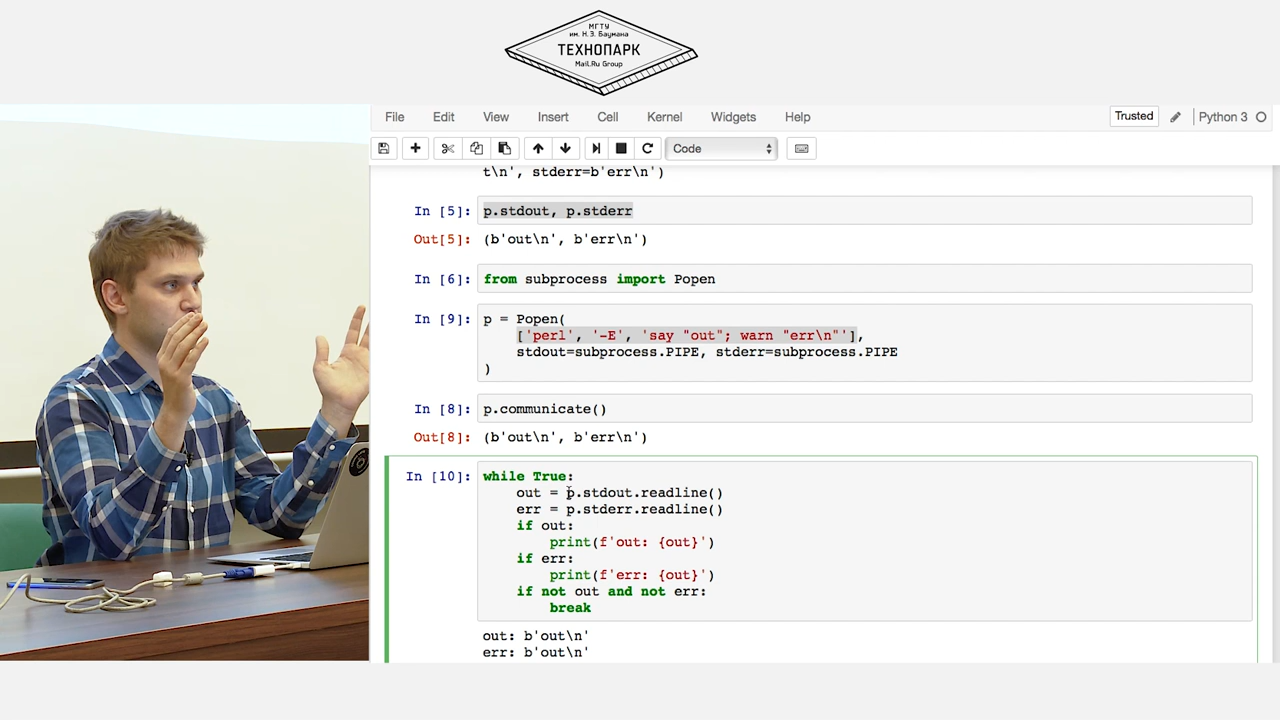 МГТУ
им. Н.Э. Баумана
ТЕХНОПАРК
Mail.Ru Group
File Edit View Insert Cell Kernel Widgets Help Trusted Python 3
Code
t\n', stderr=b'err\n')
In [5]: p.stdout, p.stderr
Out[5]: (b'out\n', b'err\n')
In [6]: from subprocess import Popen
In [9]: p = Popen(
['perl', '-E', 'say "out"; warn "err\n"'],
stdout=subprocess.PIPE, stderr=subprocess.PIPE
)
In [8]: p.communicate()
Out[8]: (b'out\n', b'err\n')
In [10]: while True:
out = p.stdout.readline()
err = p.stderr.readline()
if out:
print(f'out: {out}')
if err:
print(f'err: {out}')
if not out and not err:
break
out: b'out\n'
err: b'out\n'